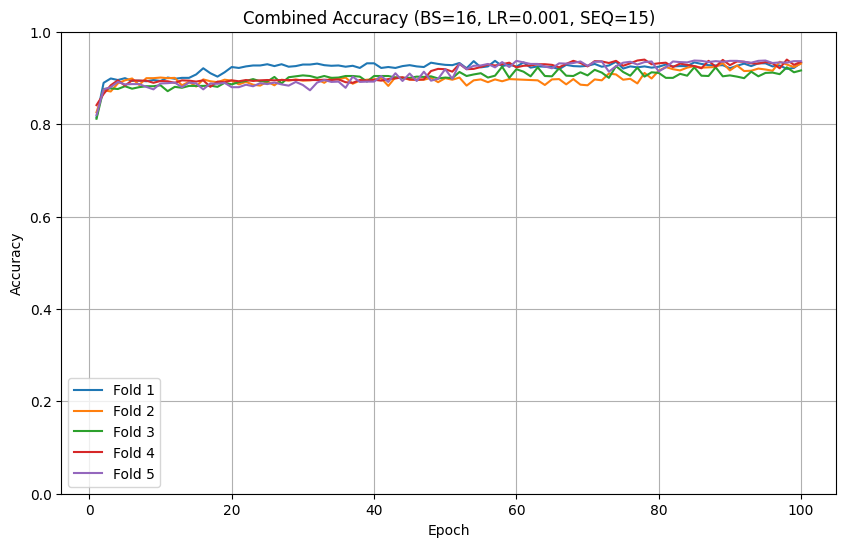 Combined Accuracy (BS=16, LR=0.001, SEQ=15)
1.0
0.8
0.6
0.4
0.2
0.0
Accuracy
Fold 1
Fold 2
Fold 3
Fold 4
Fold 5
0 20 40 60 80 100
Epoch